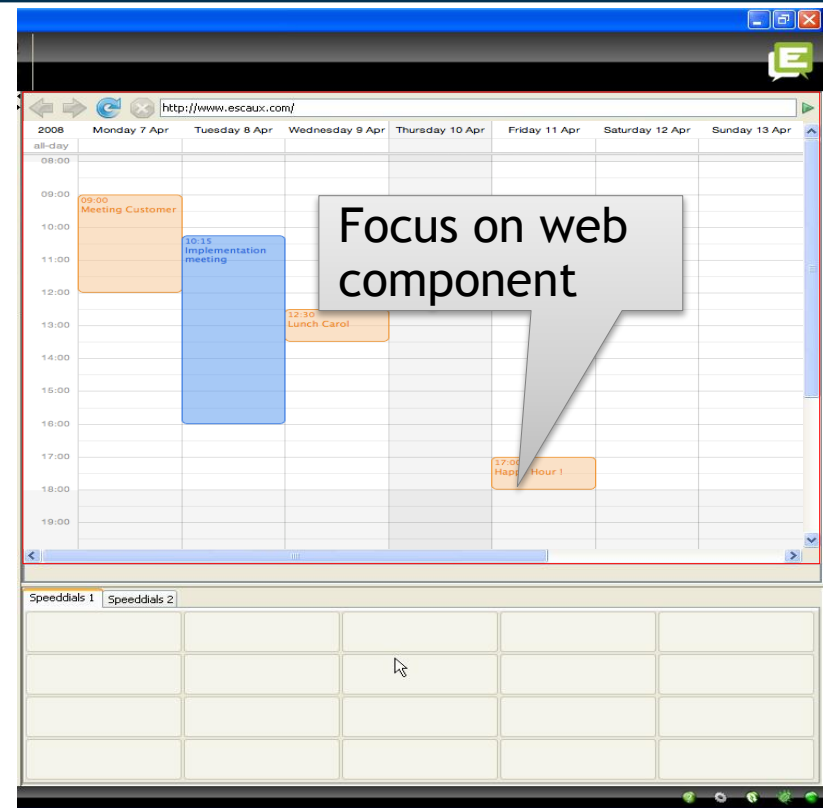 http://www.escaux.com/
2008 Monday 7 Apr Tuesday 8 Apr Wednesday 9 Apr Thursday 10 Apr Friday 11 Apr Saturday 12 Apr Sunday 13 Apr
all-day
08:00
09:00
09:00
Meeting Customer
10:00
10:15
Implementation
meeting
11:00
12:00
12:30
Lunch Carol
13:00
14:00
15:00
16:00
17:00
Hour !
18:00
19:00
Focus on web
component
Speeddials 1 Speeddials 2